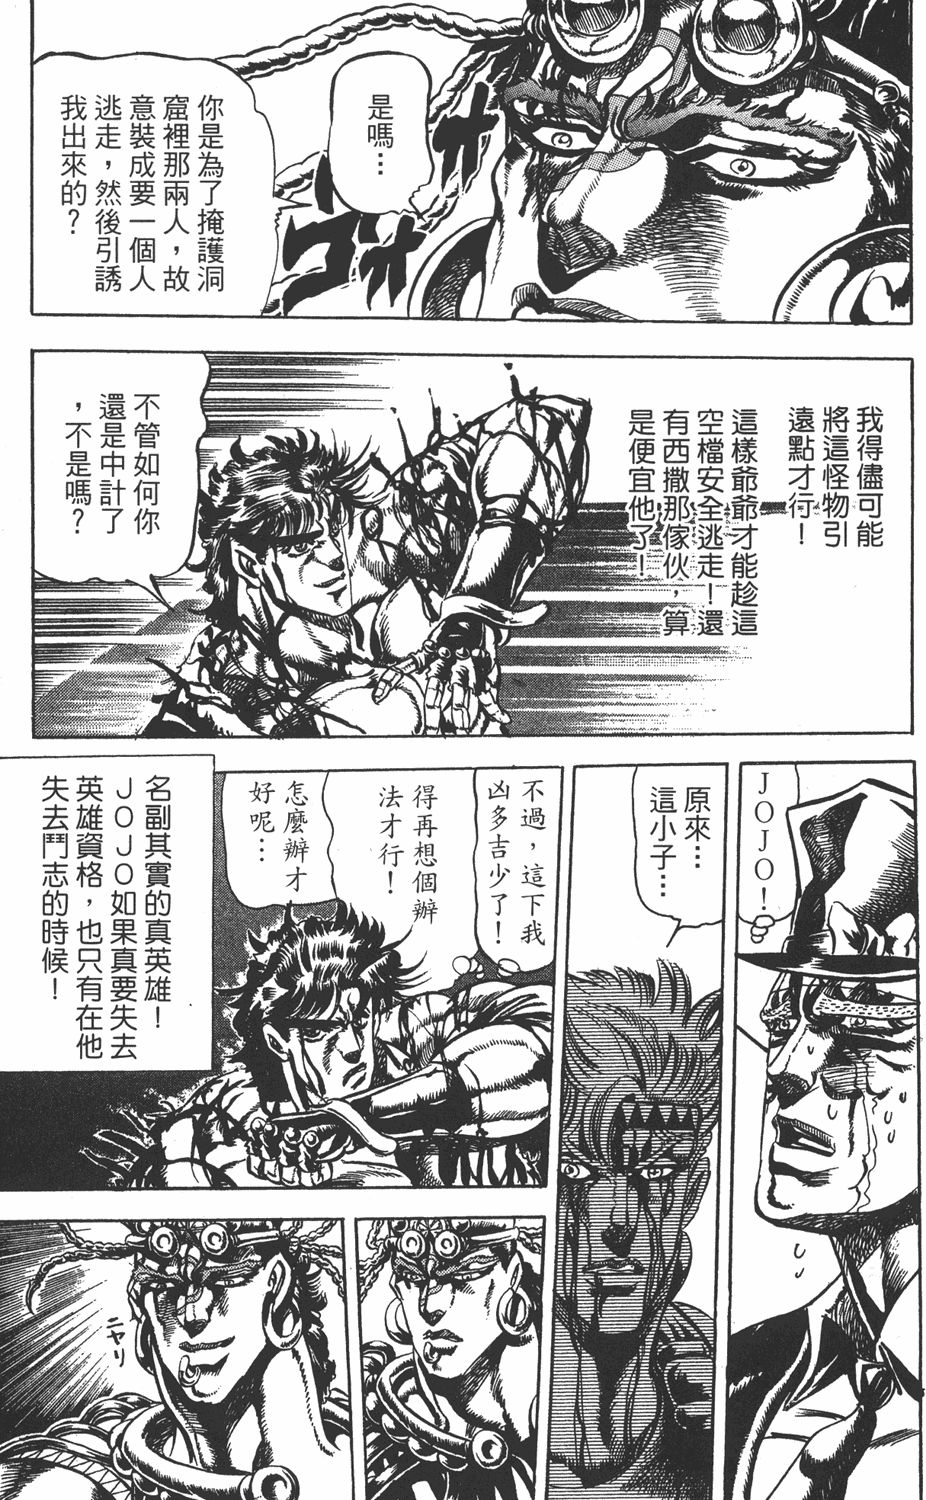 是嗎…
你是為了掩護洞
窟裡那兩人，故
意裝成要一個人
逃走，然後引誘
我出來的？
ゴォォ
ゴォ
我得儘可能
將這怪物引
遠點才行！
這樣爺爺才能趁這
空檔安全逃走！還
有西撒那傢伙，算
是便宜他了！
不管如何你
還是中計了
，不是嗎？
JOJO！
原來…
這小子…
不過，這下我
凶多吉少了！
得再想個辦
法才行！
怎麼辦才
好呢…
名副其實的真英雄！
JOJO如果真要失去
英雄資格，也只有在他
失去鬥志的時候！
ニヤリ